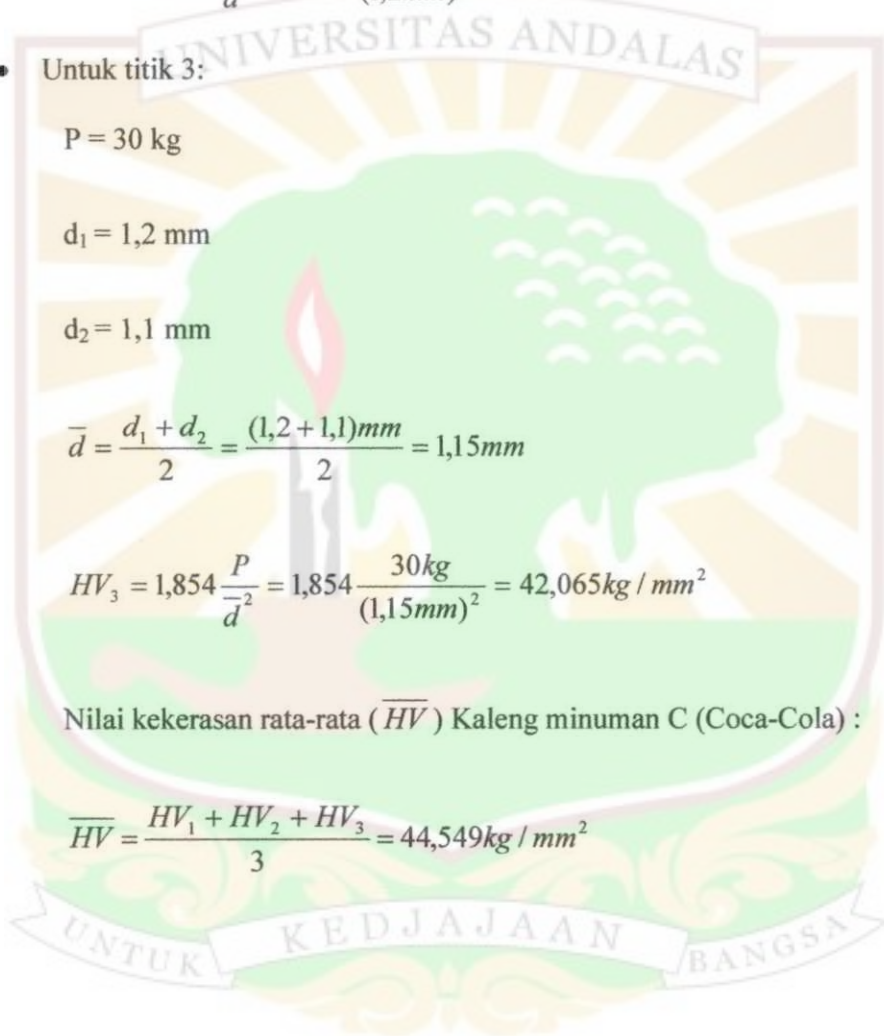 UNIVERSITAS ANDALAS
Untuk titik 3:
P = 30 kg
d₁ = 1,2 mm
d₂ = 1,1 mm
d̅ = (d₁ + d₂)/2 = ((1,2 + 1,1)mm)/2 = 1,15mm
HV₃ = 1,854 P/d̅² = 1,854 30kg/(1,15mm)² = 42,065kg / mm²
Nilai kekerasan rata-rata ( H̅V̅ ) Kaleng minuman C (Coca-Cola) :
H̅V̅ = (HV₁ + HV₂ + HV₃)/3 = 44,549kg / mm²
UNTUK KEDJAJAAN BANGSA